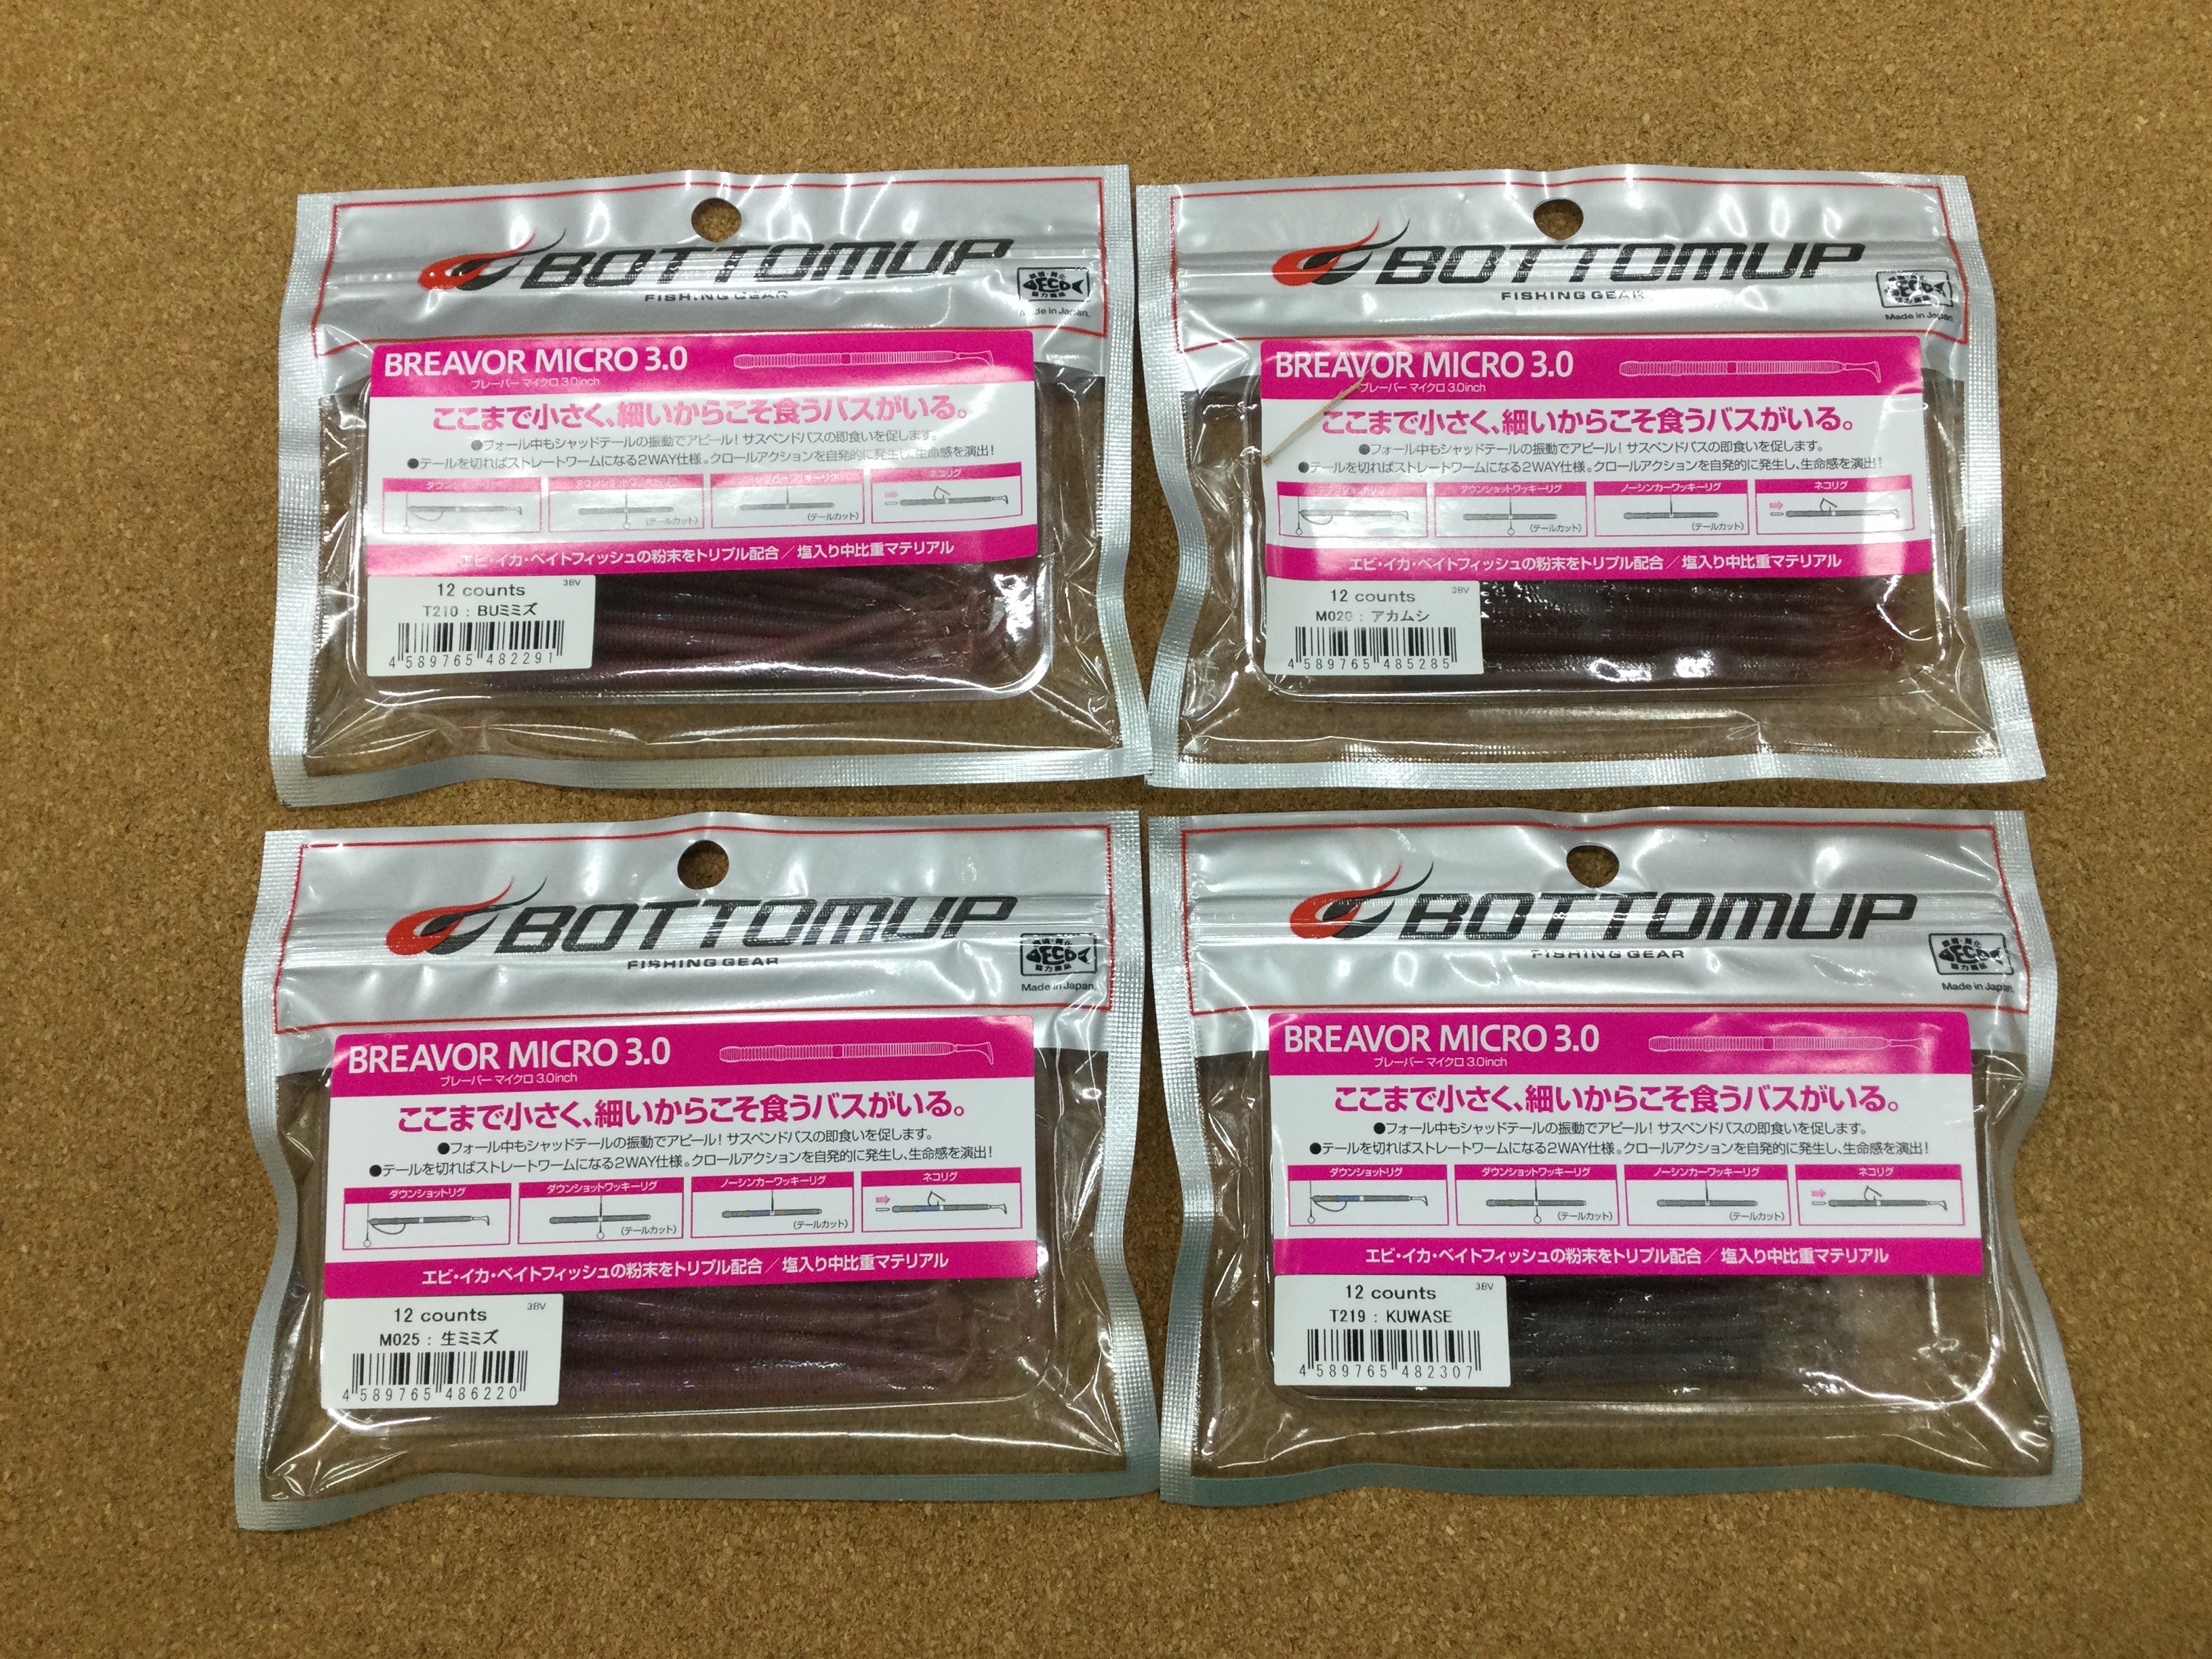 BOTTOMUP
FISHING GEAR
ECO
Made in Japan.
BREAVOR MICRO 3.0
ブレーバー マイクロ 3.0inch
ここまで小さく、細いからこそ食うバスがいる。
●フォール中もシャッドテールの振動でアピール！サスペンドバスの即食いを促します。
●テールを切ればストレートワームになる2WAY仕様。クロールアクションを自発的に発生し、生命感を演出！
ダウンショットリグ
(テールカット)
(テールカット)
ネコリグ
エビ・イカ・ベイトフィッシュの粉末をトリプル配合／塩入り中比重マテリアル
12 counts 3BV
T210 : BUミミズ
4 589765 482291
BOTTOMUP
FISHING GEAR
ECO
Made in Japan.
BREAVOR MICRO 3.0
ブレーバー マイクロ 3.0inch
ここまで小さく、細いからこそ食うバスがいる。
●フォール中もシャッドテールの振動でアピール！サスペンドバスの即食いを促します。
●テールを切ればストレートワームになる2WAY仕様。クロールアクションを自発的に発生し、生命感を演出！
ダウンショットリグ
ダウンショットワッキーリグ
(テールカット)
ノーシンカーワッキーリグ
(テールカット)
ネコリグ
エビ・イカ・ベイトフィッシュの粉末をトリプル配合／塩入り中比重マテリアル
12 counts 3BV
M020 : アカムシ
4 589765 485285
BOTTOMUP
FISHING GEAR
ECO
協力商品
Made in Japan.
BREAVOR MICRO 3.0
ブレーバー マイクロ 3.0inch
ここまで小さく、細いからこそ食うバスがいる。
●フォール中もシャッドテールの振動でアピール！サスペンドバスの即食いを促します。
●テールを切ればストレートワームになる2WAY仕様。クロールアクションを自発的に発生し、生命感を演出！
ダウンショットリグ
ダウンショットワッキーリグ
(テールカット)
ノーシンカーワッキーリグ
(テールカット)
ネコリグ
エビ・イカ・ベイトフィッシュの粉末をトリプル配合／塩入り中比重マテリアル
12 counts 3BV
M025 : 生ミミズ
4 589765 486220
BOTTOMUP
FISHING GEAR
ECO
協力商品
Made in Japan.
BREAVOR MICRO 3.0
ブレーバー マイクロ 3.0inch
ここまで小さく、細いからこそ食うバスがいる。
●フォール中もシャッドテールの振動でアピール！サスペンドバスの即食いを促します。
●テールを切ればストレートワームになる2WAY仕様。クロールアクションを自発的に発生し、生命感を演出！
ダウンショットリグ
ダウンショットワッキーリグ
(テールカット)
ノーシンカーワッキーリグ
(テールカット)
ネコリグ
エビ・イカ・ベイトフィッシュの粉末をトリプル配合／塩入り中比重マテリアル
12 counts 3BV
T219 : KUWASE
4 589765 482307